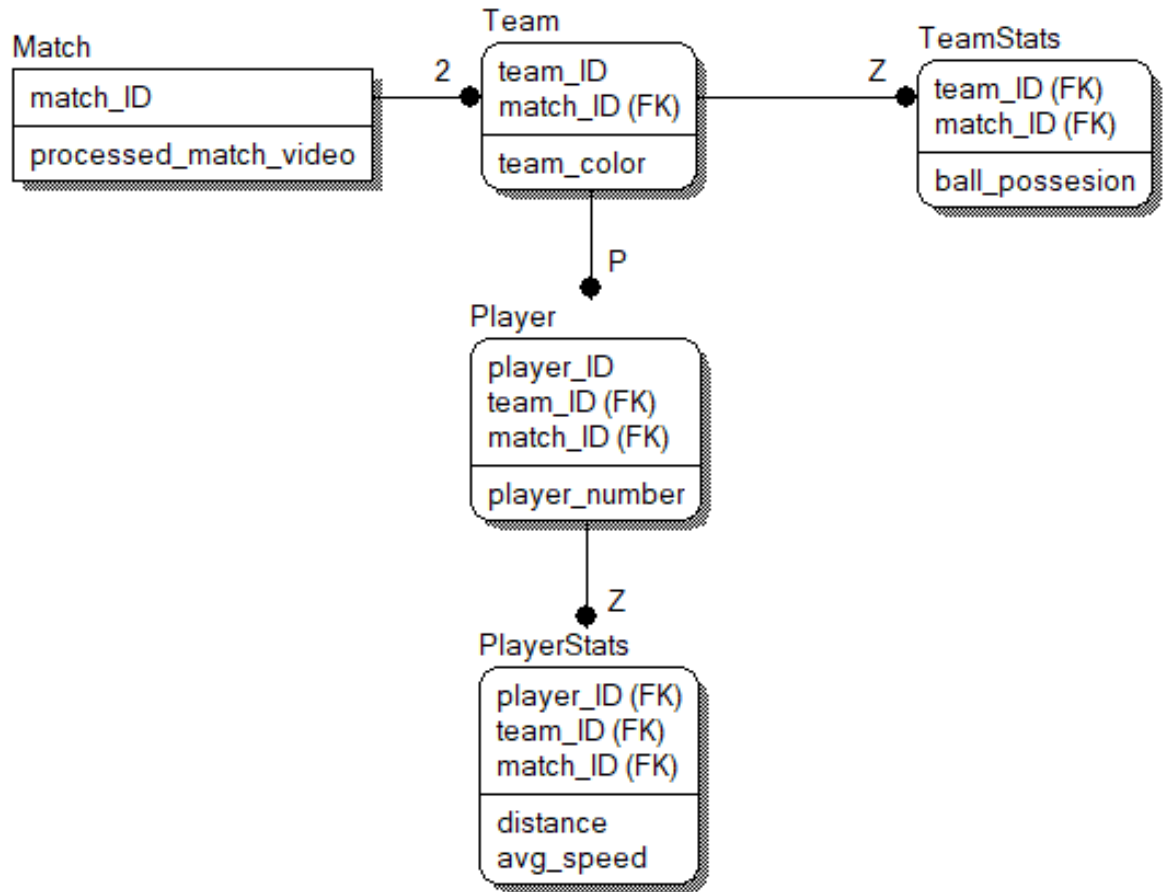 Match
match_ID
processed_match_video
2
Team
team_ID
match_ID (FK)
team_color
Z
TeamStats
team_ID (FK)
match_ID (FK)
ball_possesion
P
Player
player_ID
team_ID (FK)
match_ID (FK)
player_number
Z
PlayerStats
player_ID (FK)
team_ID (FK)
match_ID (FK)
distance
avg_speed